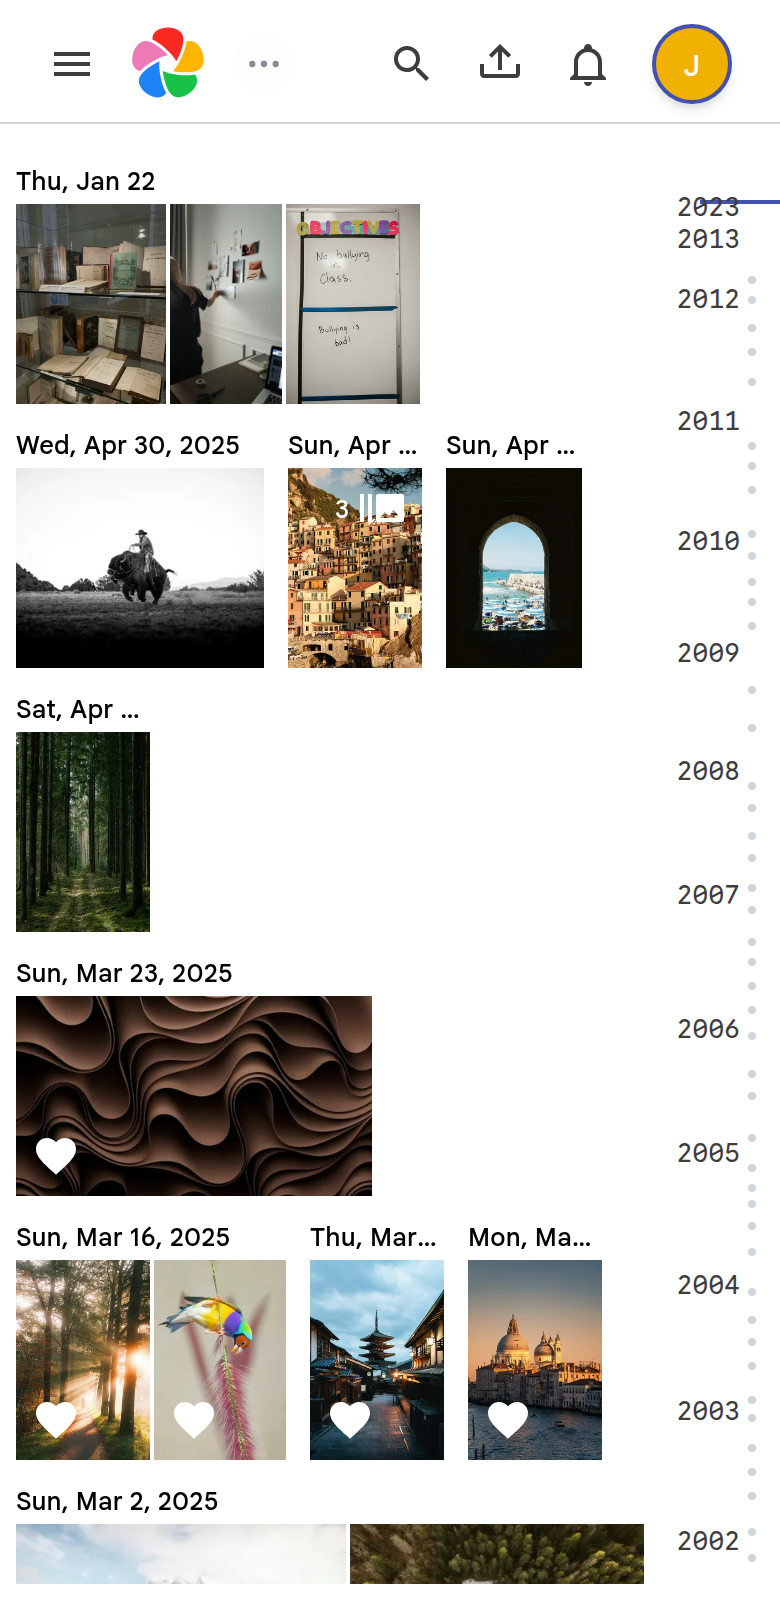 J
Thu, Jan 22
OBJECTIVES
No bullying
in
Class.
Bullying is
bad!
Wed, Apr 30, 2025
Sun, Apr ...
Sun, Apr ...
3
Sat, Apr ...
Sun, Mar 23, 2025
Sun, Mar 16, 2025
Thu, Mar...
Mon, Ma...
Sun, Mar 2, 2025
2023
2013
2012
2011
2010
2009
2008
2007
2006
2005
2004
2003
2002